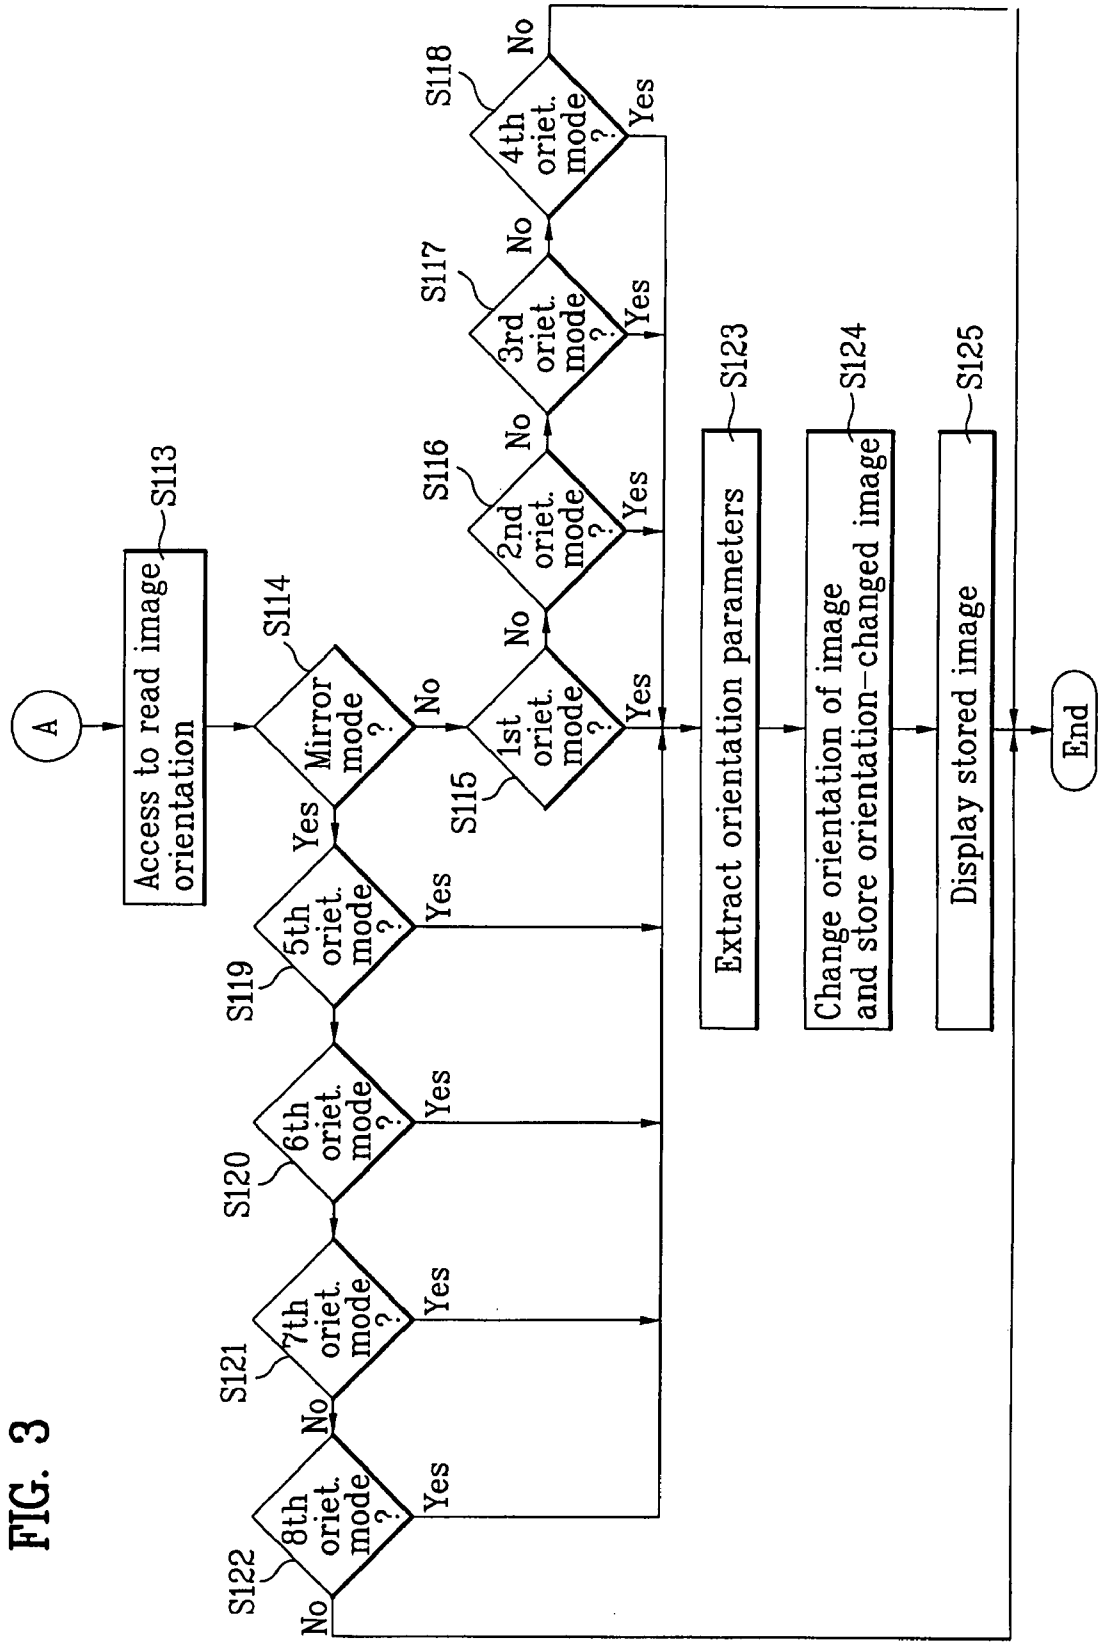 FIG. 3
A
Access to read image
orientation
S113
Mirror
mode
?
S114
Yes
No
5th
oriet.
mode
?
S119
Yes
6th
oriet.
mode
?
S120
Yes
7th
oriet.
mode
?
S121
Yes
No
8th
oriet.
mode
?
S122
Yes
No
1st
oriet.
mode
?
S115
Yes
No
2nd
oriet.
mode
?
S116
Yes
No
3rd
oriet.
mode
?
S117
Yes
No
4th
oriet.
mode
?
S118
Yes
No
Extract orientation parameters
S123
Change orientation of image
and store orientation-changed image
S124
Display stored image
S125
End